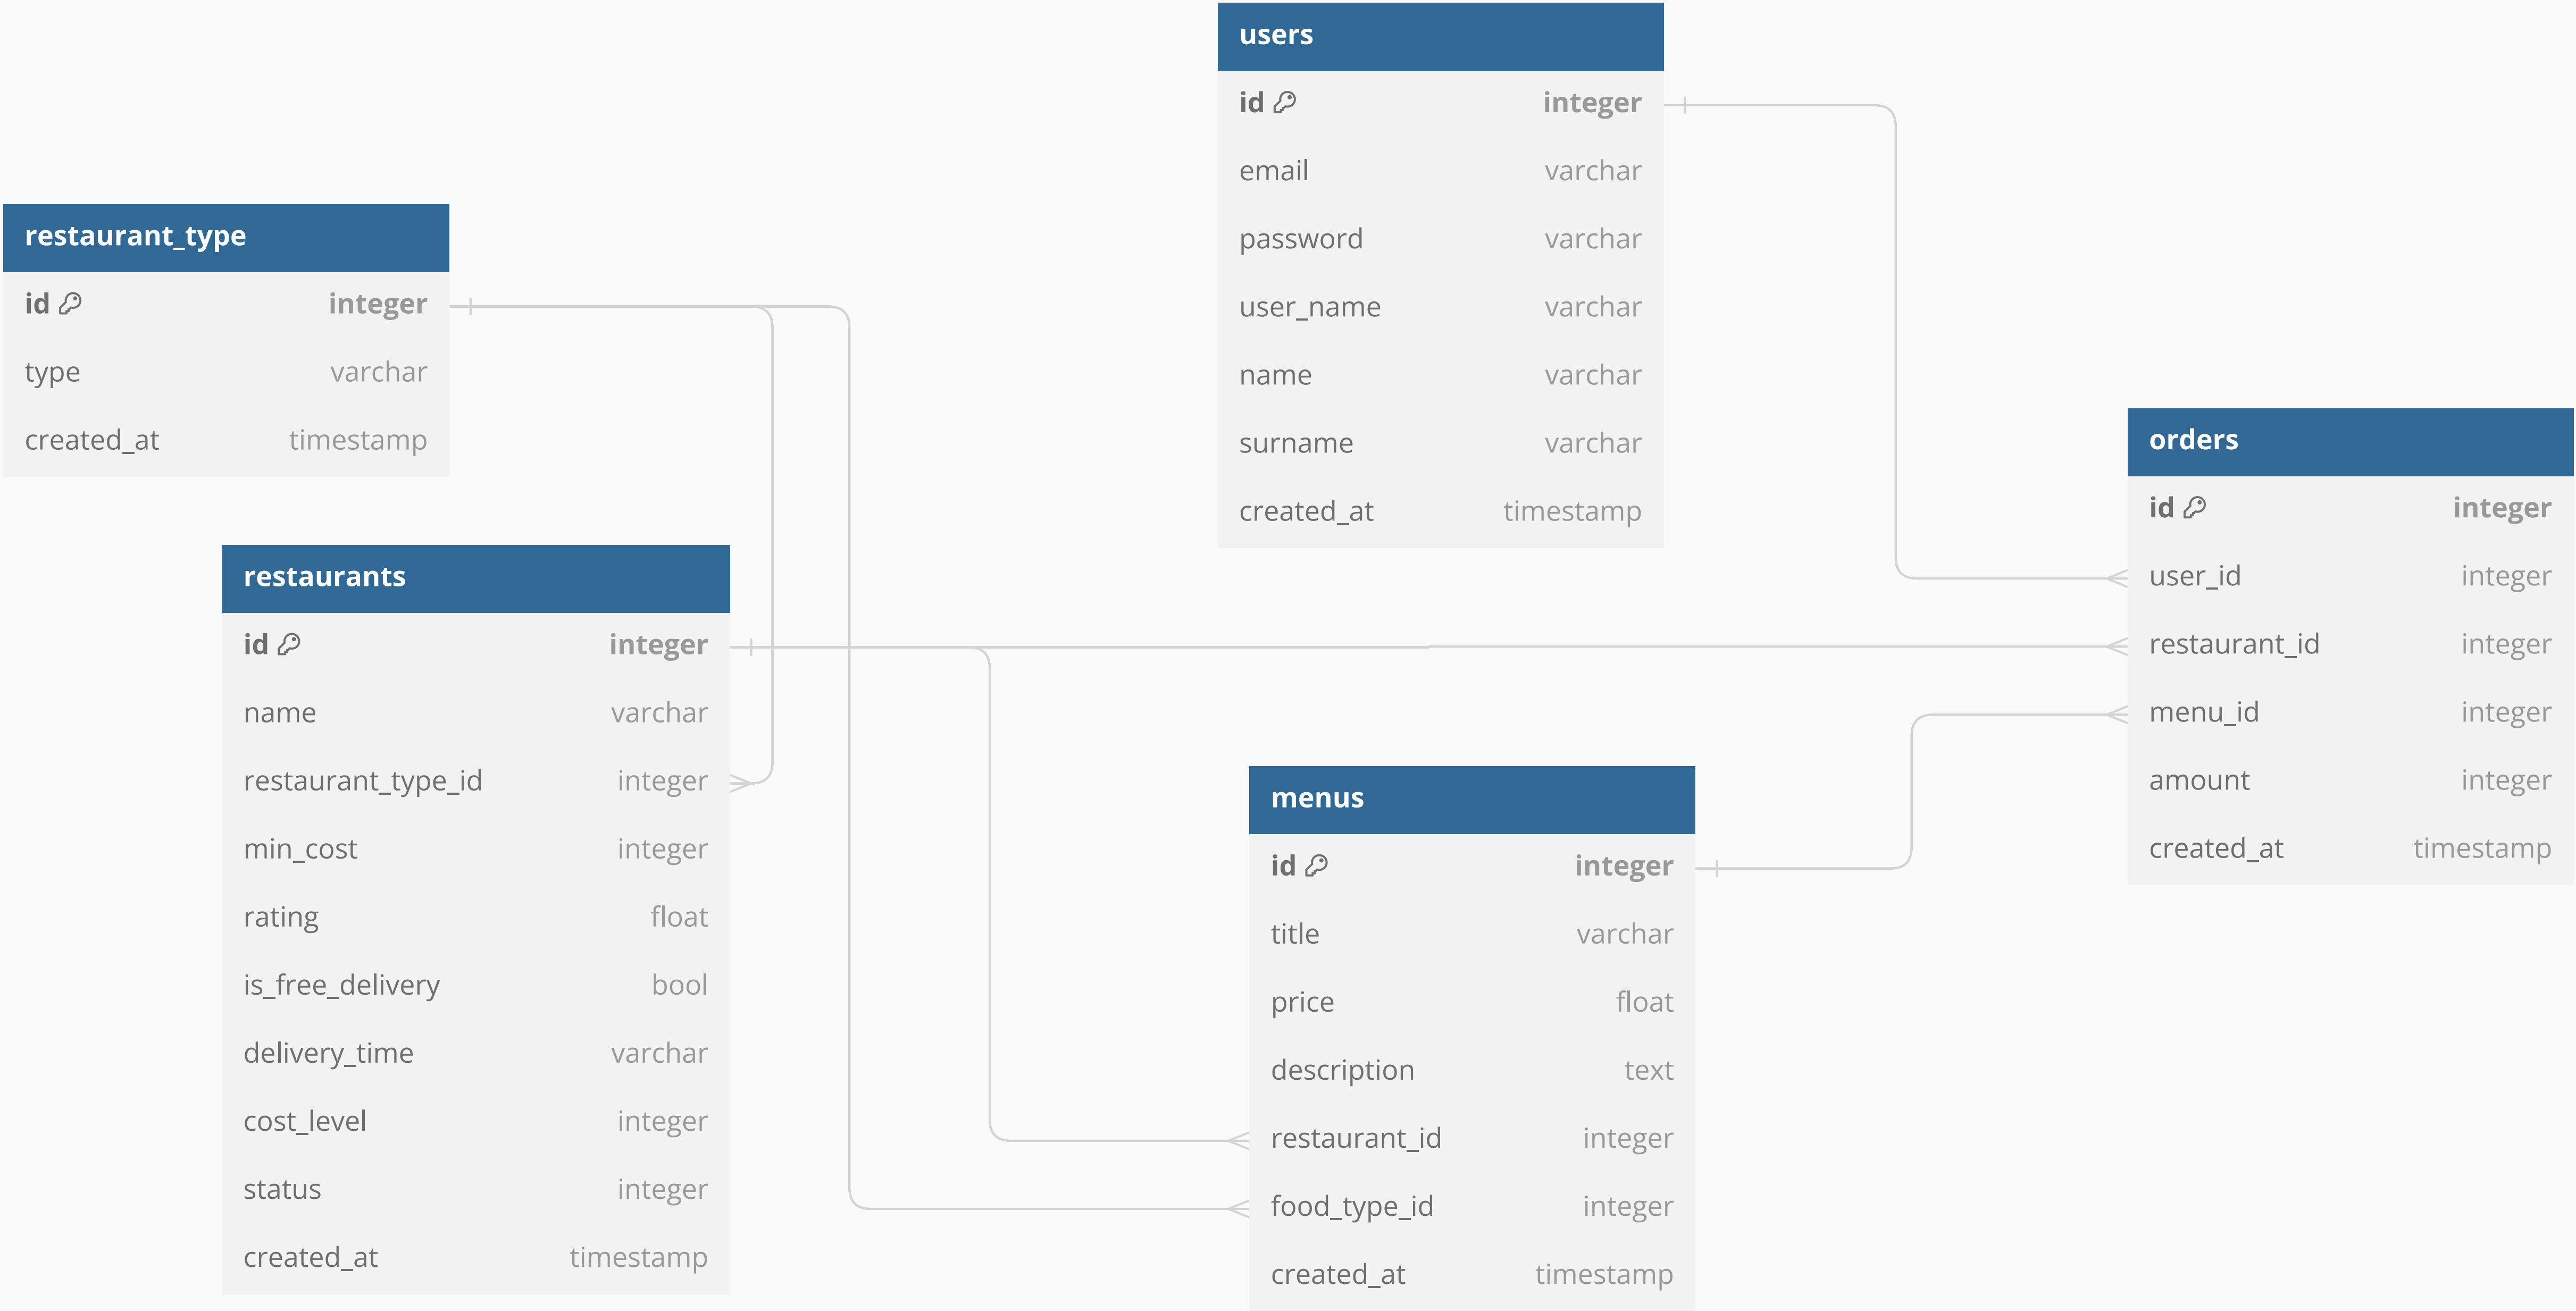 users
id integer
email varchar
password varchar
user_name varchar
name varchar
surname varchar
created_at timestamp
restaurant_type
id integer
type varchar
created_at timestamp
orders
id integer
user_id integer
restaurant_id integer
menu_id integer
amount integer
created_at timestamp
restaurants
id integer
name varchar
restaurant_type_id integer
min_cost integer
rating float
is_free_delivery bool
delivery_time varchar
cost_level integer
status integer
created_at timestamp
menus
id integer
title varchar
price float
description text
restaurant_id integer
food_type_id integer
created_at timestamp